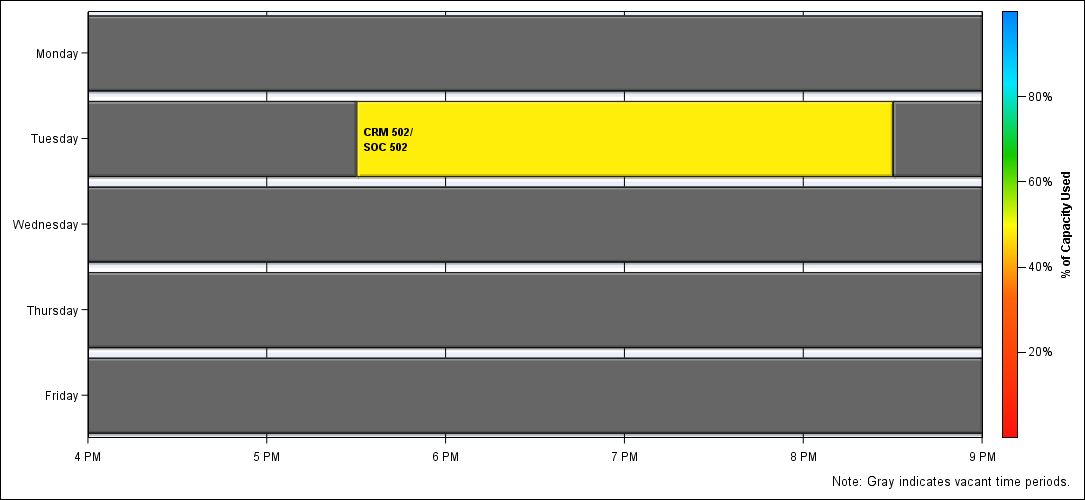 Monday
Tuesday
Wednesday
Thursday
Friday
CRM 502/
SOC 502
4 PM
5 PM
6 PM
7 PM
8 PM
9 PM
80%
60%
40%
20%
% of Capacity Used
Note: Gray indicates vacant time periods.